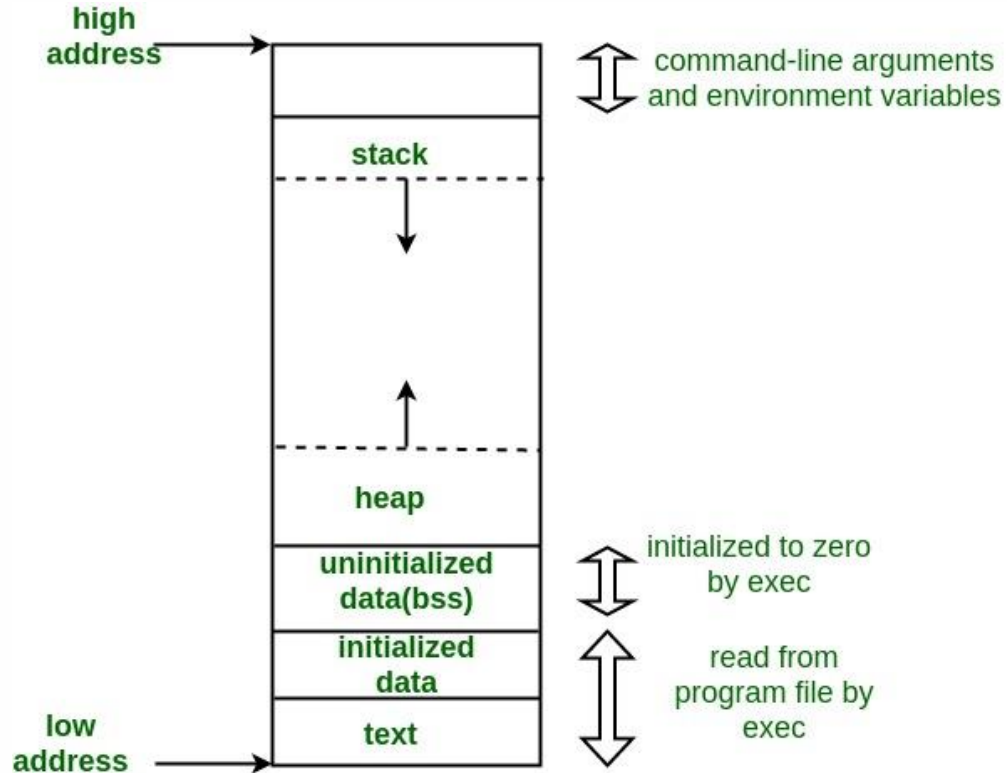 high
address
command-line arguments
and environment variables
stack
heap
uninitialized
data(bss)
initialized to zero
by exec
initialized
data
read from
program file by
exec
text
low
address